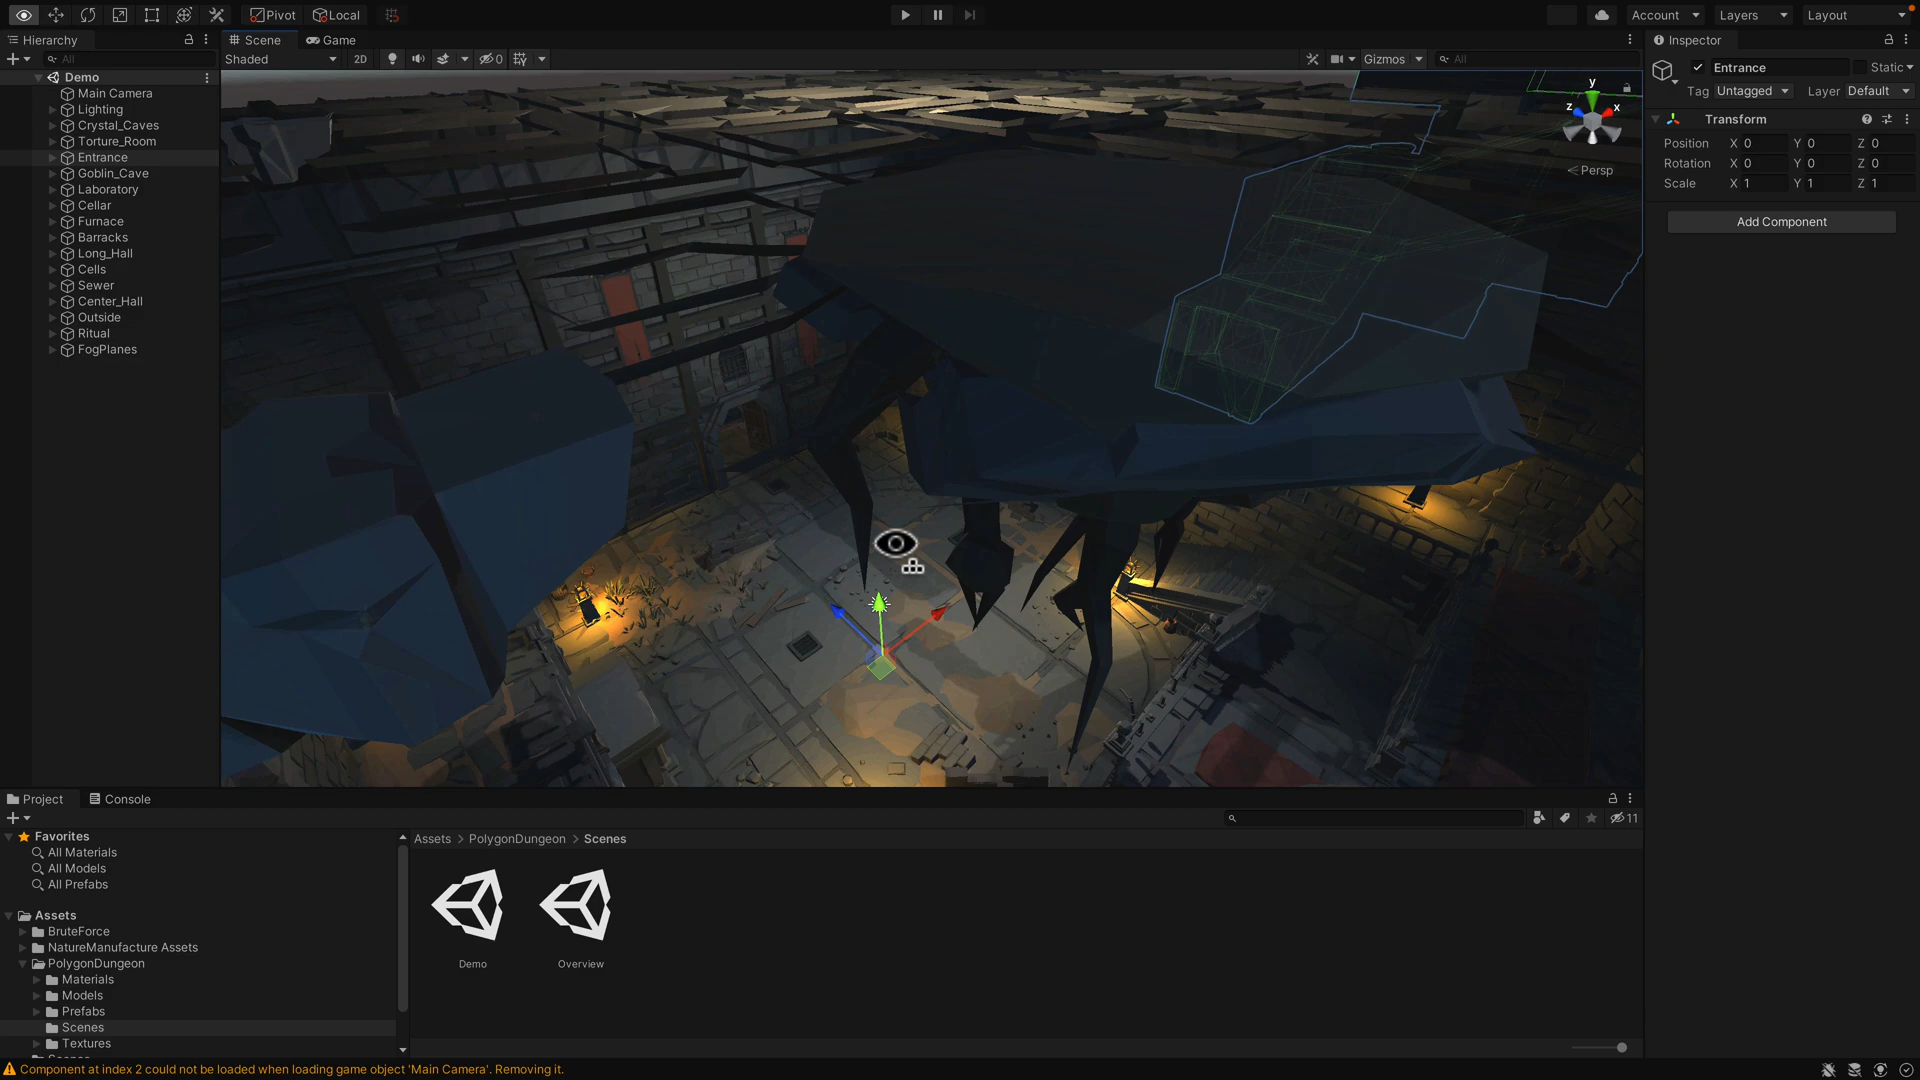 Pivot Local Account Layers Layout
Hierarchy Scene Game Inspector
All Shaded 2D 0 Gizmos All Entrance Static
Tag Untagged Layer Default
Demo
Main Camera
Lighting
Crystal_Caves
Torture_Room
Entrance
Goblin_Cave
Laboratory
Cellar
Furnace
Barracks
Long_Hall
Cells
Sewer
Center_Hall
Outside
Ritual
FogPlanes
y
z x
Persp
Transform
Position X 0 Y 0 Z 0
Rotation X 0 Y 0 Z 0
Scale X 1 Y 1 Z 1
Add Component
Project Console
11
Favorites
All Materials
All Models
All Prefabs
Assets
BruteForce
NatureManufacture Assets
PolygonDungeon
Materials
Models
Prefabs
Scenes
Textures
Assets > PolygonDungeon > Scenes
Demo Overview
Component at index 2 could not be loaded when loading game object 'Main Camera'. Removing it.